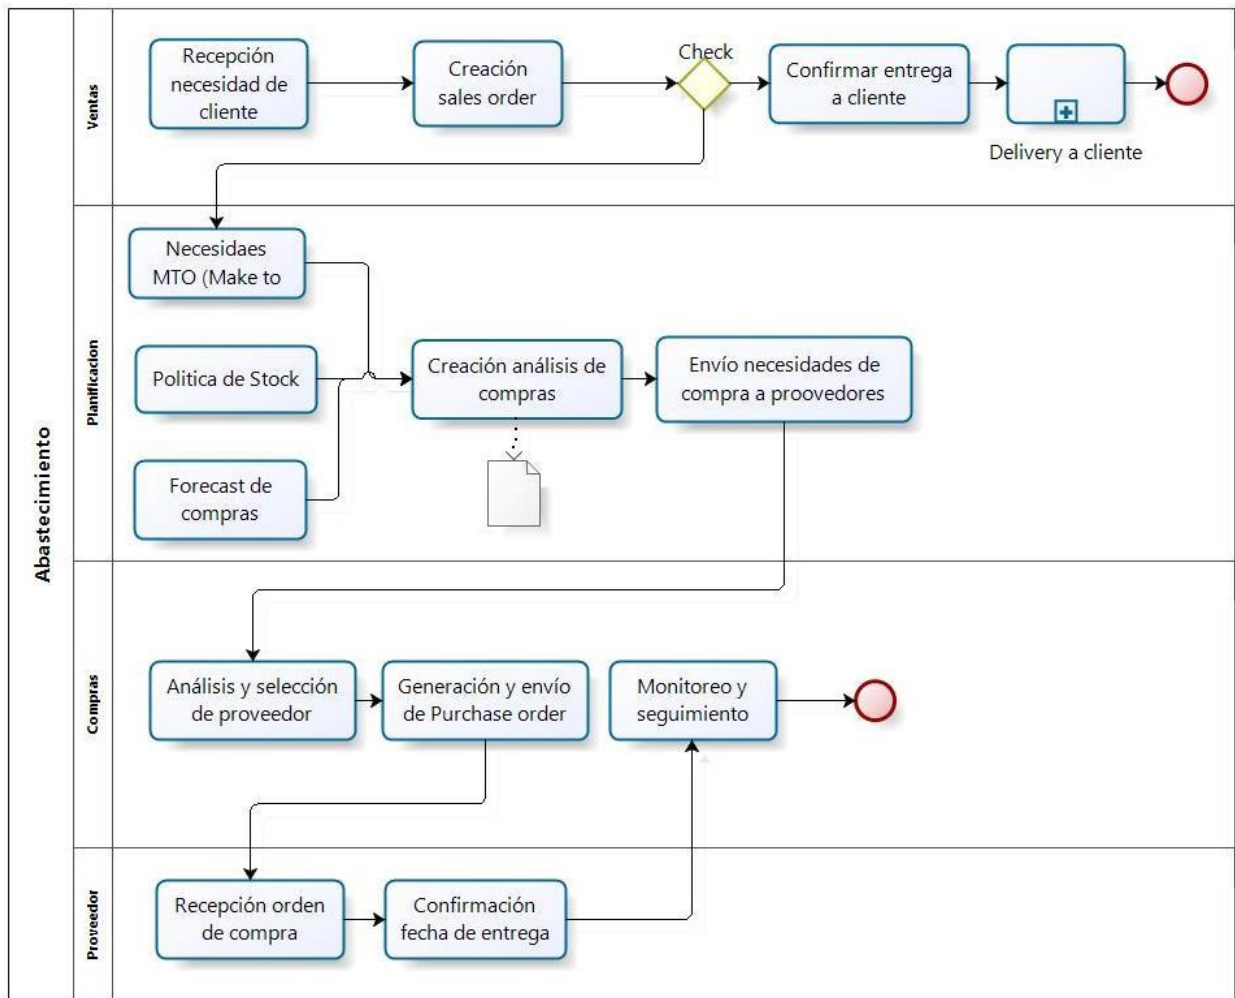 Abastecimiento
Ventas
Recepción
necesidad de
cliente
Creación
sales order
Check
Confirmar entrega
a cliente
Delivery a cliente
Planificacion
Necesidaes
MTO (Make to
Politica de Stock
Forecast de
compras
Creación análisis de
compras
Envío necesidades de
compra a proovedores
Compras
Análisis y selección
de proveedor
Generación y envío
de Purchase order
Monitoreo y
seguimiento
Proveedor
Recepción orden
de compra
Confirmación
fecha de entrega